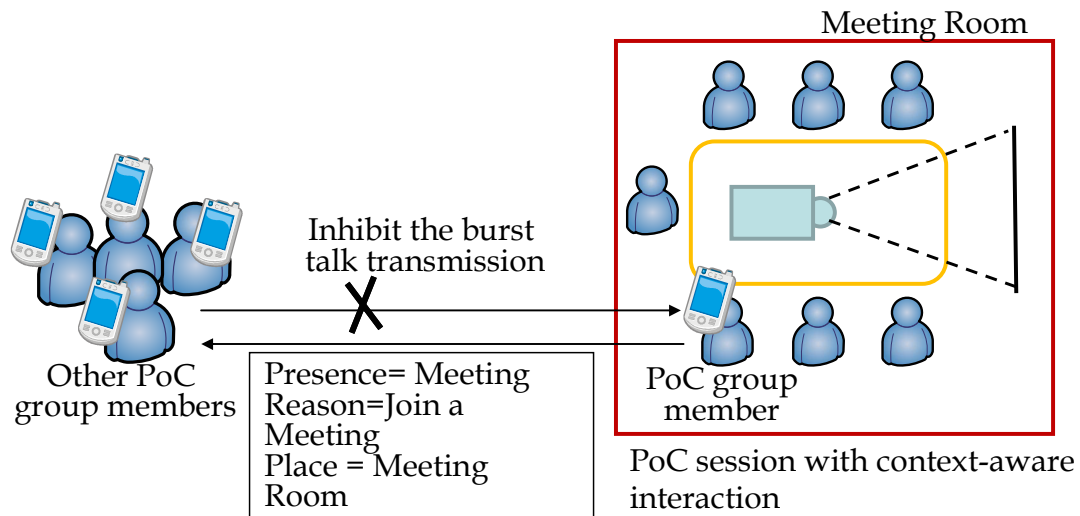 Meeting Room
Inhibit the burst
talk transmission
Other PoC
group members
Presence= Meeting
Reason=Join a
Meeting
Place = Meeting
Room
PoC group
member
PoC session with context-aware
interaction